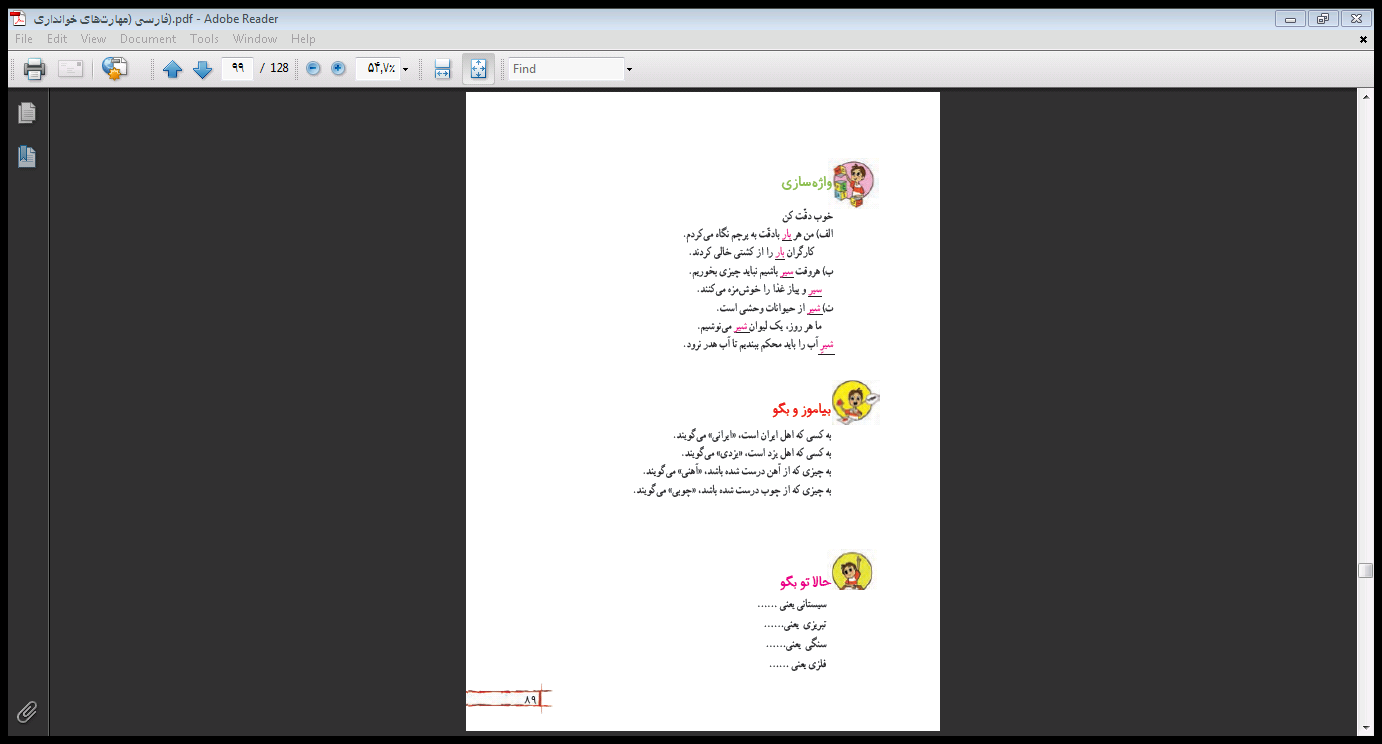 فارسی (مهارت‌های خوانداری).pdf - Adobe Reader
File Edit View Document Tools Window Help
۹۹ / 128 ۵۴,۷٪ Find
واژه‌سازی
خوب دقّت کن
الف) من هر بار بادقّت به پرچم نگاه می‌کردم.
کارگران بار را از کشتی خالی کردند.
ب) هروقت سیر باشیم نباید چیزی بخوریم.
سیر و پیاز غذا را خوش‌مزه می‌کنند.
ت) شیر از حیوانات وحشی است.
ما هر روز، یک لیوان شیر می‌نوشیم.
شیرِ آب را باید محکم ببندیم تا آب هدر نرود.
بیاموز و بگو
به کسی که اهل ایران است، «ایرانی» می‌گویند.
به کسی که اهل یزد است، «یزدی» می‌گویند.
به چیزی که از آهن درست شده باشد، «آهنی» می‌گویند.
به چیزی که از چوب درست شده باشد، «چوبی» می‌گویند.
حالا تو بگو
سیستانی یعنی ......
تبریزی یعنی......
سنگی یعنی......
فلزی یعنی ......
۸۹